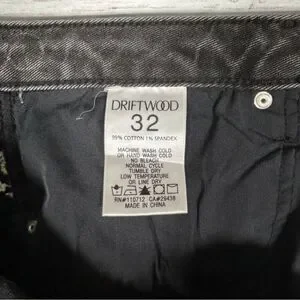 DRIFTWOOD
32
99% COTTON 1% SPANDEX
MACHINE WASH COLD
OR HAND WASH COLD
NO BLEACH
NORMAL CYCLE
TUMBLE DRY
LOW TEMPERATURE
OR LINE DRY
RN#110712 CA#29438
MADE IN CHINA